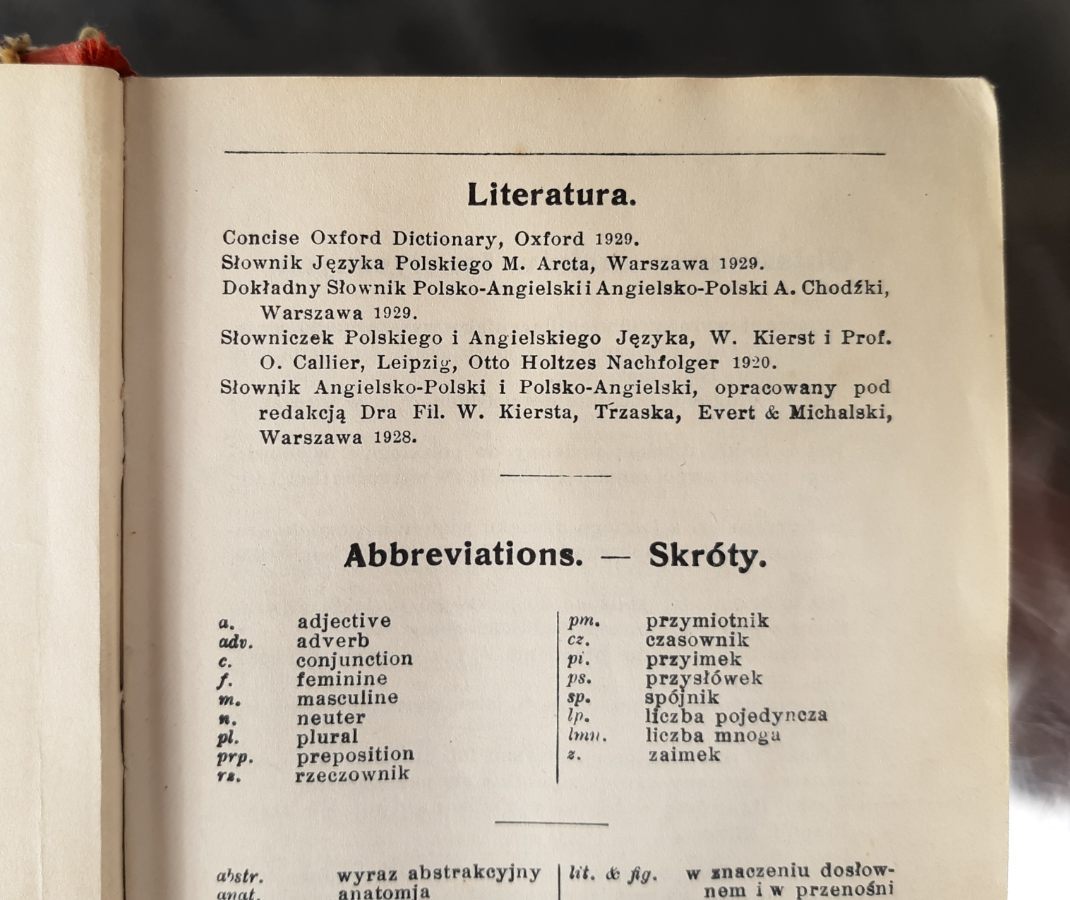 Literatura.
Concise Oxford Dictionary, Oxford 1929.
Słownik Języka Polskiego M. Arcta, Warszawa 1929.
Dokładny Słownik Polsko-Angielski i Angielsko-Polski A. Chodźki,
Warszawa 1929.
Słowniczek Polskiego i Angielskiego Języka, W. Kierst i Prof.
O. Callier, Leipzig, Otto Holtzes Nachfolger 1920.
Słownik Angielsko-Polski i Polsko-Angielski, opracowany pod
redakcją Dra Fil. W. Kiersta, Trzaska, Evert & Michalski,
Warszawa 1928.
Abbreviations. — Skróty.
a. adjective
adv. adverb
c. conjunction
f. feminine
m. masculine
n. neuter
pl. plural
prp. preposition
rz. rzeczownik
pm. przymiotnik
cz. czasownik
pi. przyimek
ps. przysłówek
sp. spójnik
lp. liczba pojedyncza
lmn. liczba mnoga
z. zaimek
abstr. wyraz abstrakcyjny
anat. anatomja
lit. & fig. w znaczeniu dosłow-
nem i w przenośni